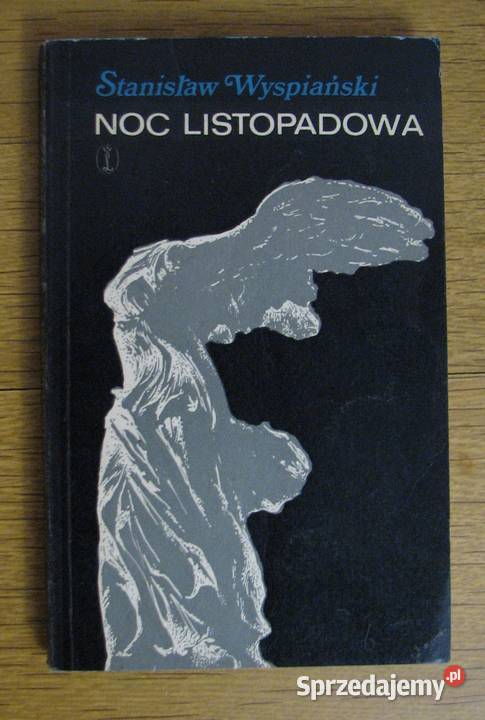 Stanisław Wyspiański
NOC LISTOPADOWA
Sprzedajemy.pl